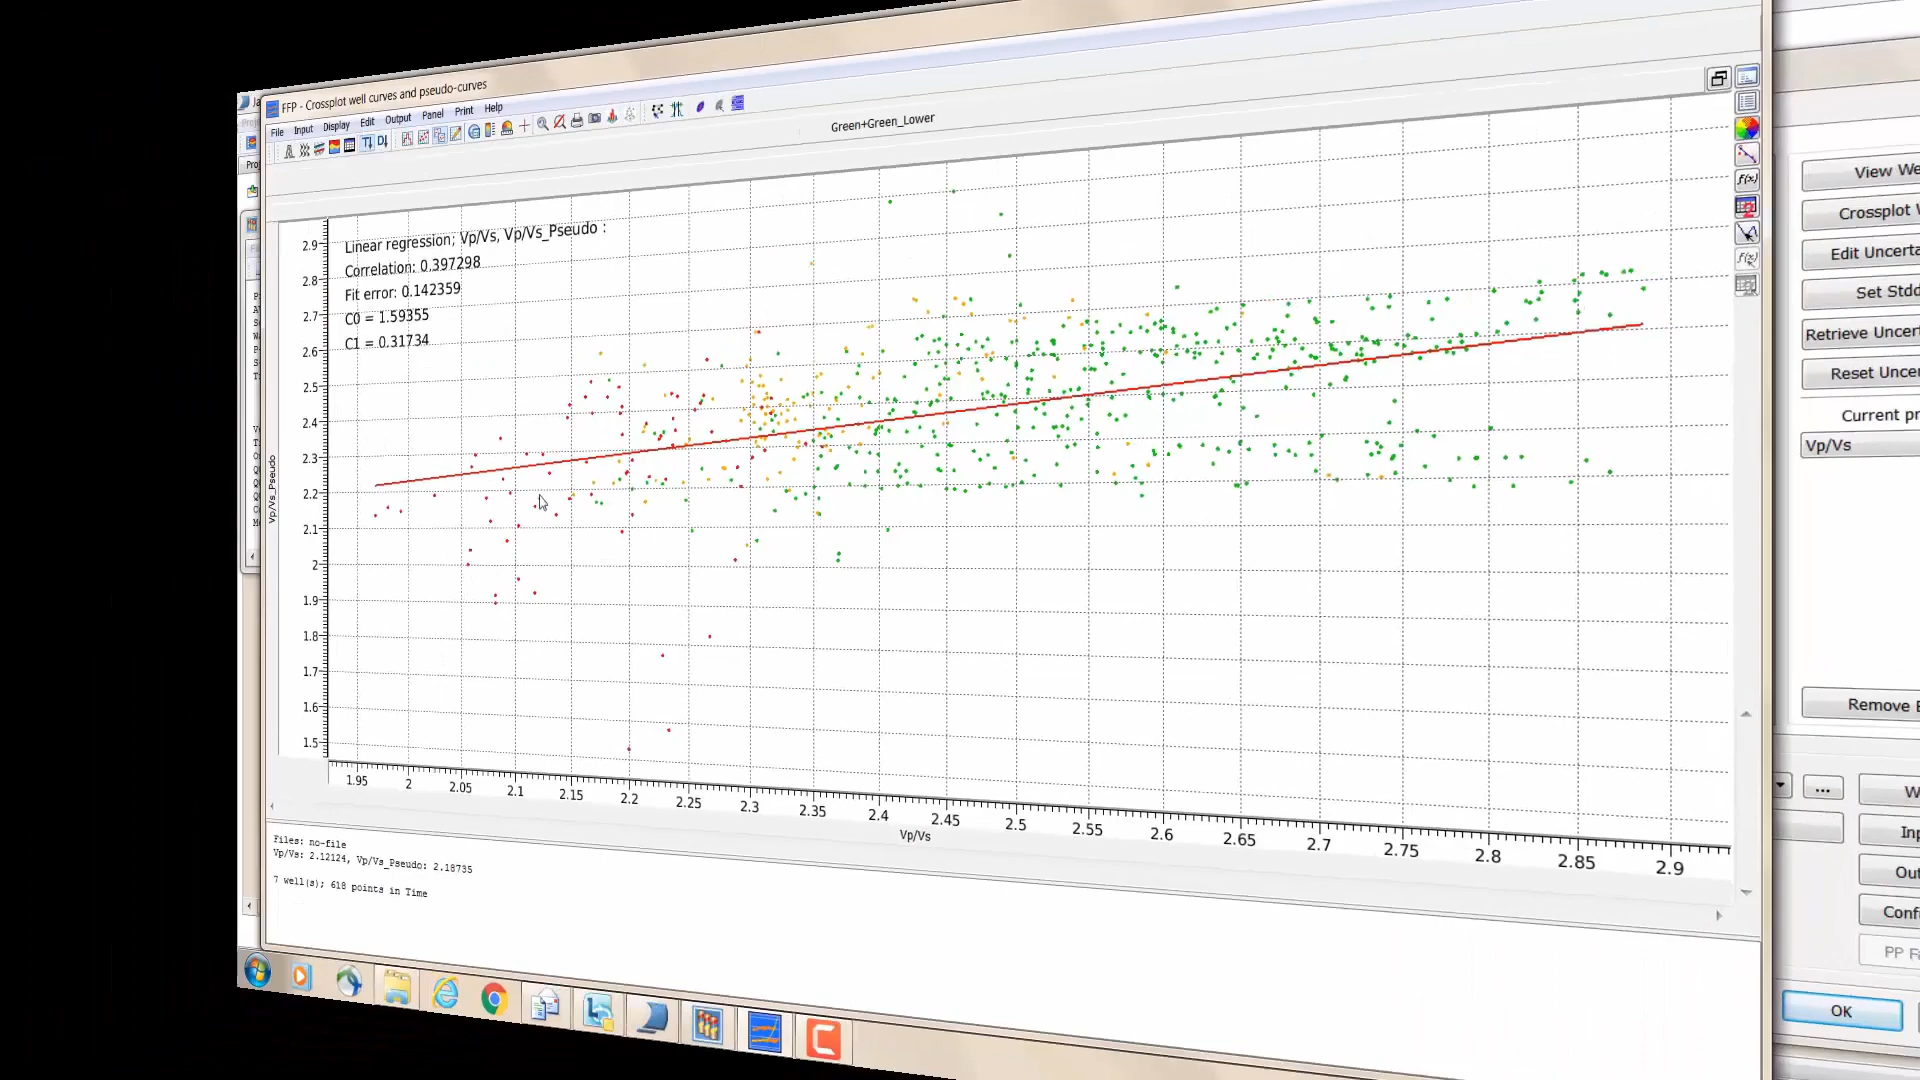 FFP - Crossplot well curves and pseudo-curves
File Input Display Edit Output Panel Print Help
Green+Green_Lower
Linear regression; Vp/Vs, Vp/Vs_Pseudo :
Correlation: 0.397298
Fit error: 0.142359
C0 = 1.59355
C1 = 0.31734
2.9
2.8
2.7
2.6
2.5
2.4
2.3
2.2
2.1
2
1.9
1.8
1.7
1.6
1.5
Vp/Vs_Pseudo
1.95 2 2.05 2.1 2.15 2.2 2.25 2.3 2.35 2.4 2.45 2.5 2.55 2.6 2.65 2.7 2.75 2.8 2.85 2.9
Vp/Vs
Files: no-file
Vp/Vs: 2.12124, Vp/Vs_Pseudo: 2.18735
7 well(s); 618 points in Time
View We
Crossplot
Edit Uncerta
Set Stdd
Retrieve Uncer
Reset Uncer
Current pr
Vp/Vs
Remove
...
Inp
Out
Conf
PP
OK